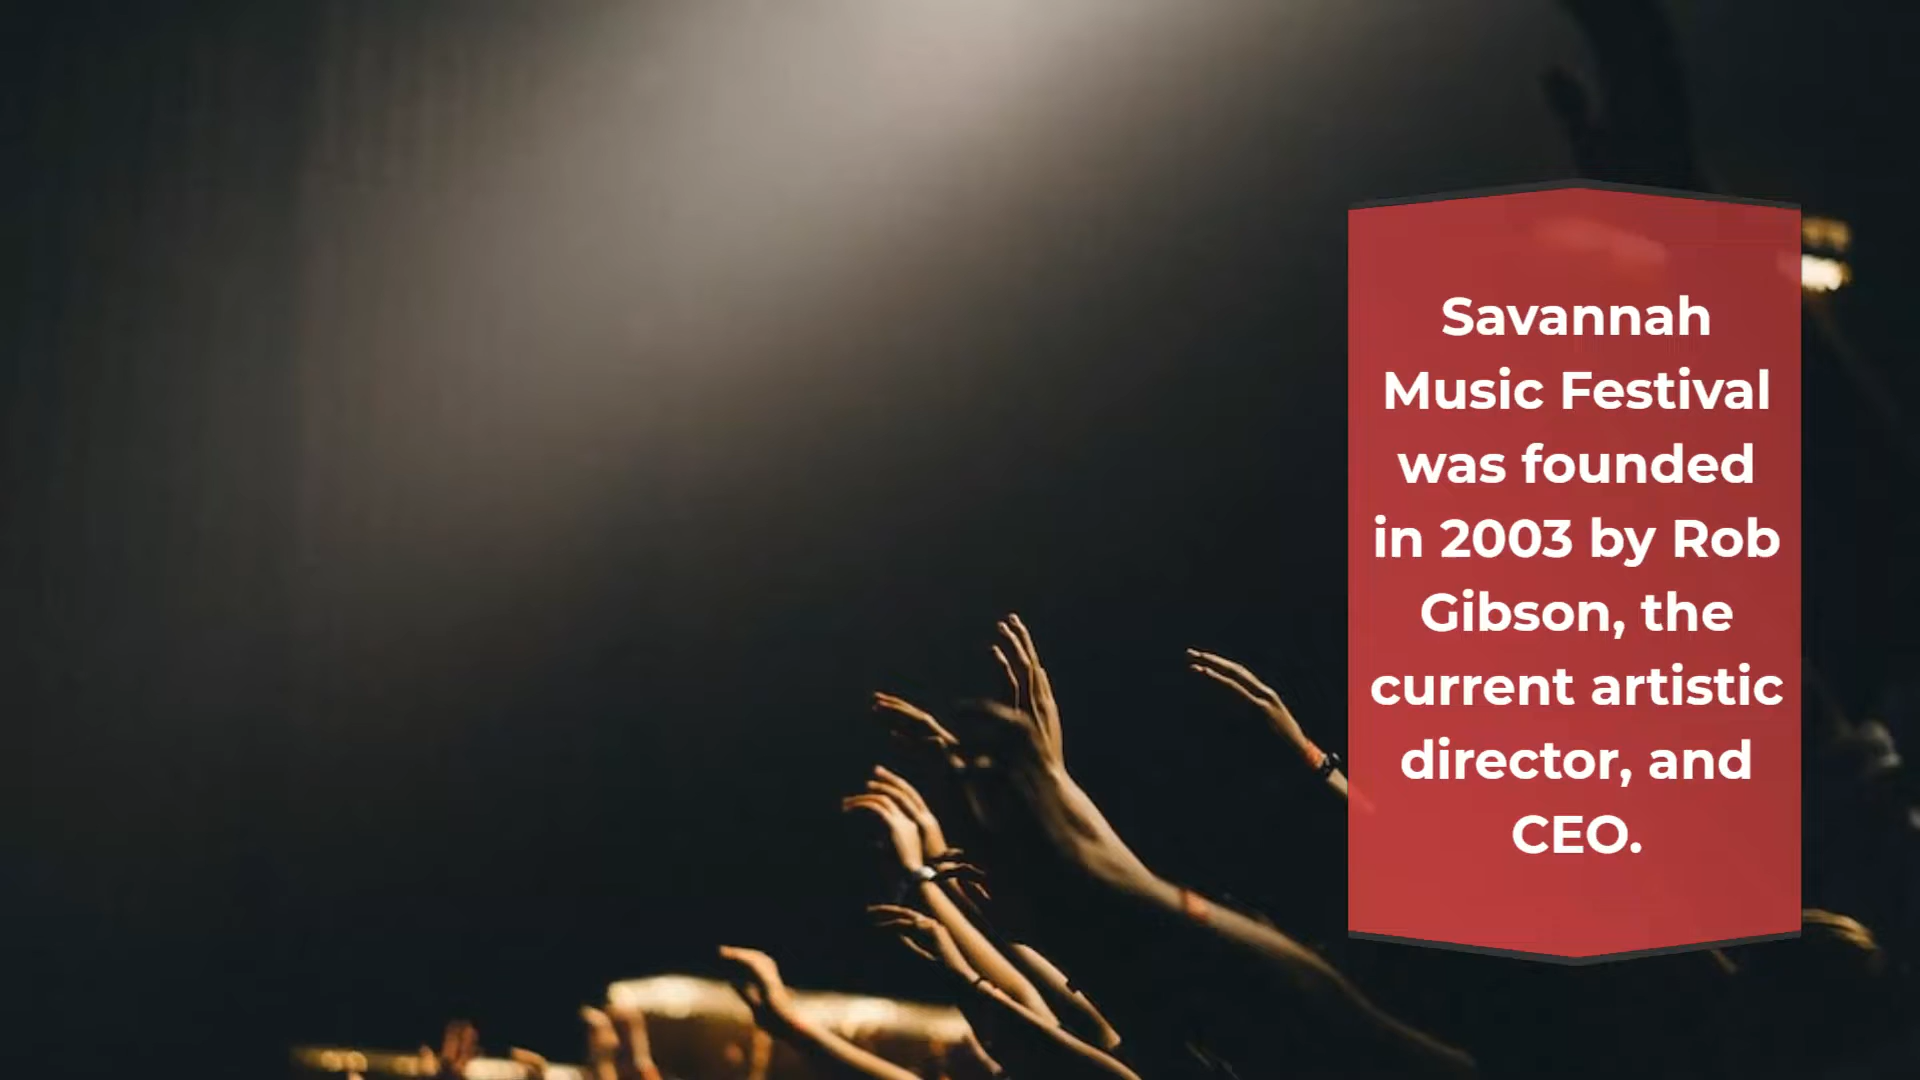 Savannah
Music Festival
was founded
in 2003 by Rob
Gibson, the
current artistic
director, and
CEO.